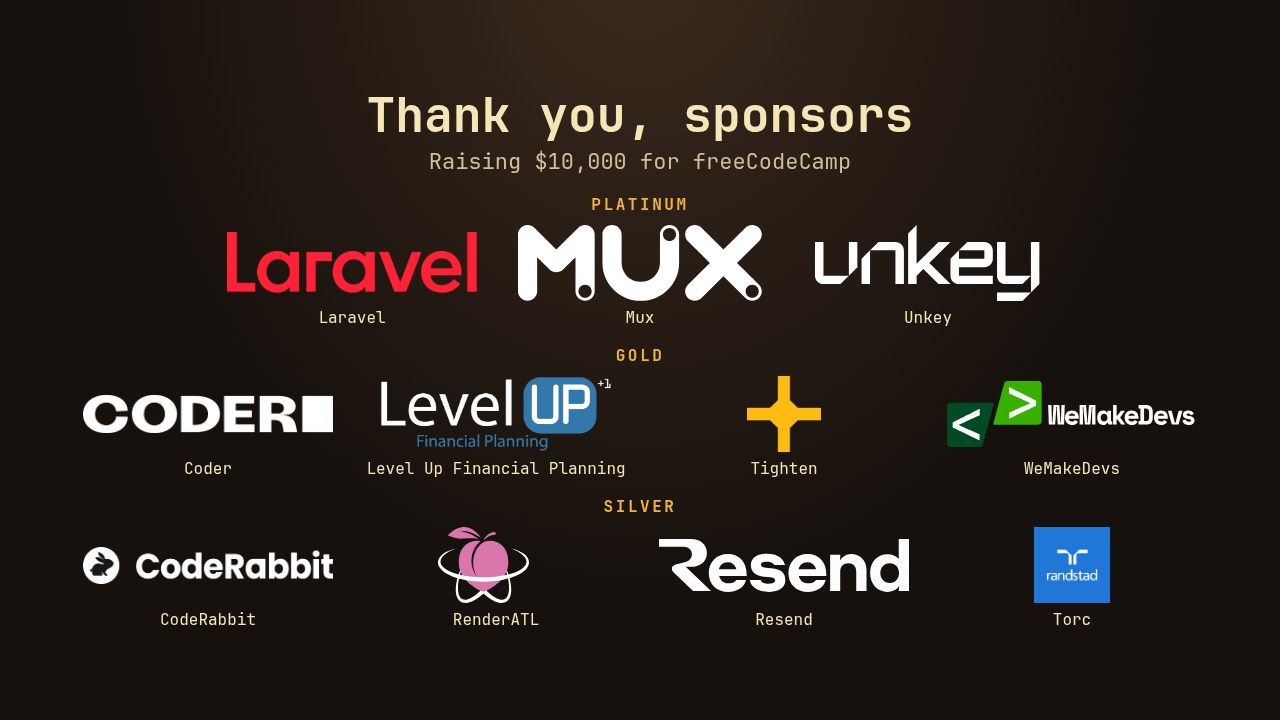 Thank you, sponsors
Raising $10,000 for freeCodeCamp
PLATINUM
Laravel MUX unkey
Laravel Mux Unkey
GOLD
CODER Level UP +1 Financial Planning WeMakeDevs
Coder Level Up Financial Planning Tighten WeMakeDevs
SILVER
CodeRabbit Resend randstad
CodeRabbit RenderATL Resend Torc